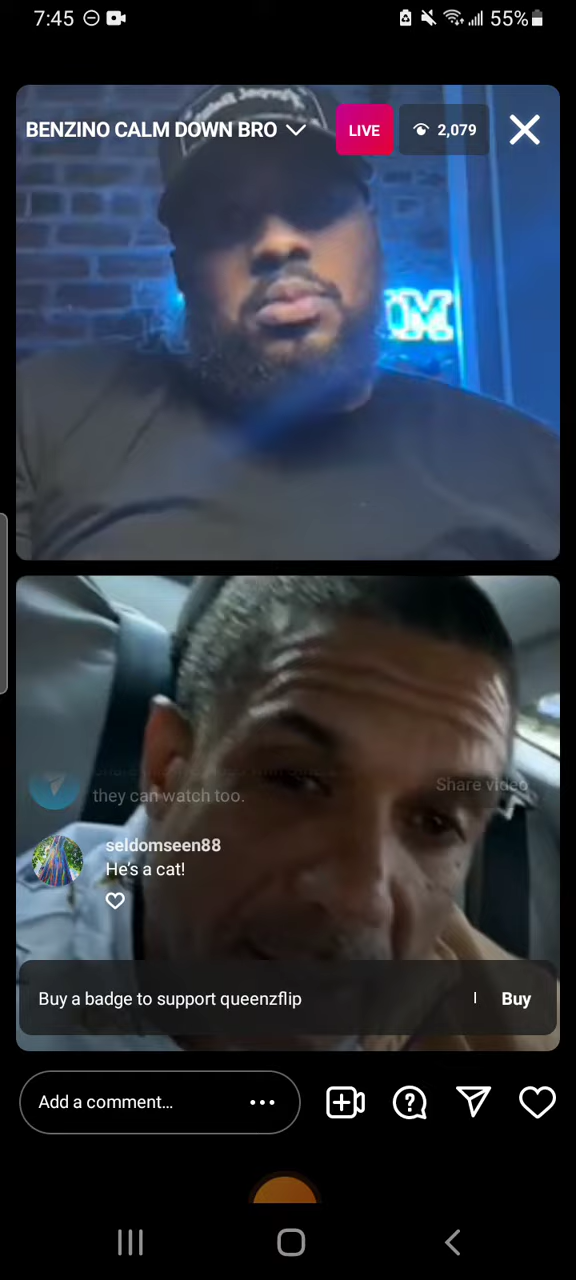 7:45
55%
BENZINO CALM DOWN BRO
LIVE
2,079
they can watch too.
Share video
seldomseen88
He's a cat!
Buy a badge to support queenzflip
Buy
Add a comment...